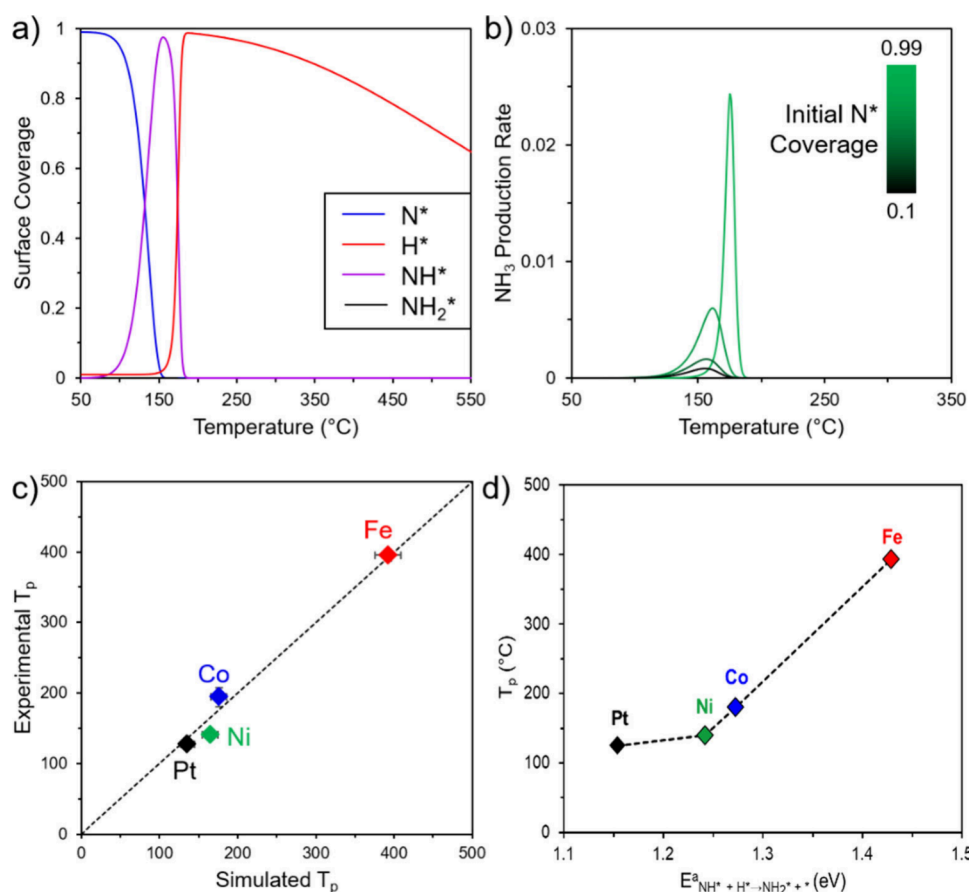 a)
Surface Coverage
1
0.8
0.6
0.4
0.2
0
50 150 250 350 450 550
Temperature (°C)
N*
H*
NH*
NH₂*
b)
NH₃ Production Rate
0.03
0.02
0.01
0
50 150 250 350
Temperature (°C)
Initial N*
Coverage
0.99
0.1
c)
Experimental Tₚ
500
400
300
200
100
0
0 100 200 300 400 500
Simulated Tₚ
Fe
Co
Ni
Pt
d)
Tₚ (°C)
500
400
300
200
100
0
1.1 1.2 1.3 1.4 1.5
Eᵃ NH* + H*→NH₂* + * (eV)
Pt
Ni
Co
Fe